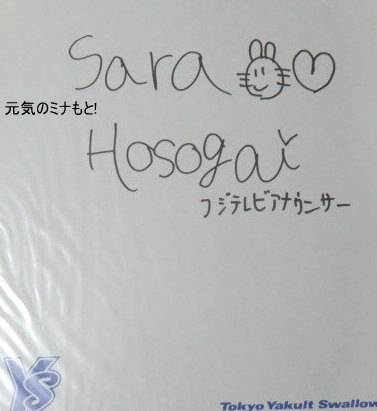 Sara
元気のミナもと!
Hosogai
フジテレビアナウンサー
YS
Tokyo Yakult Swallow